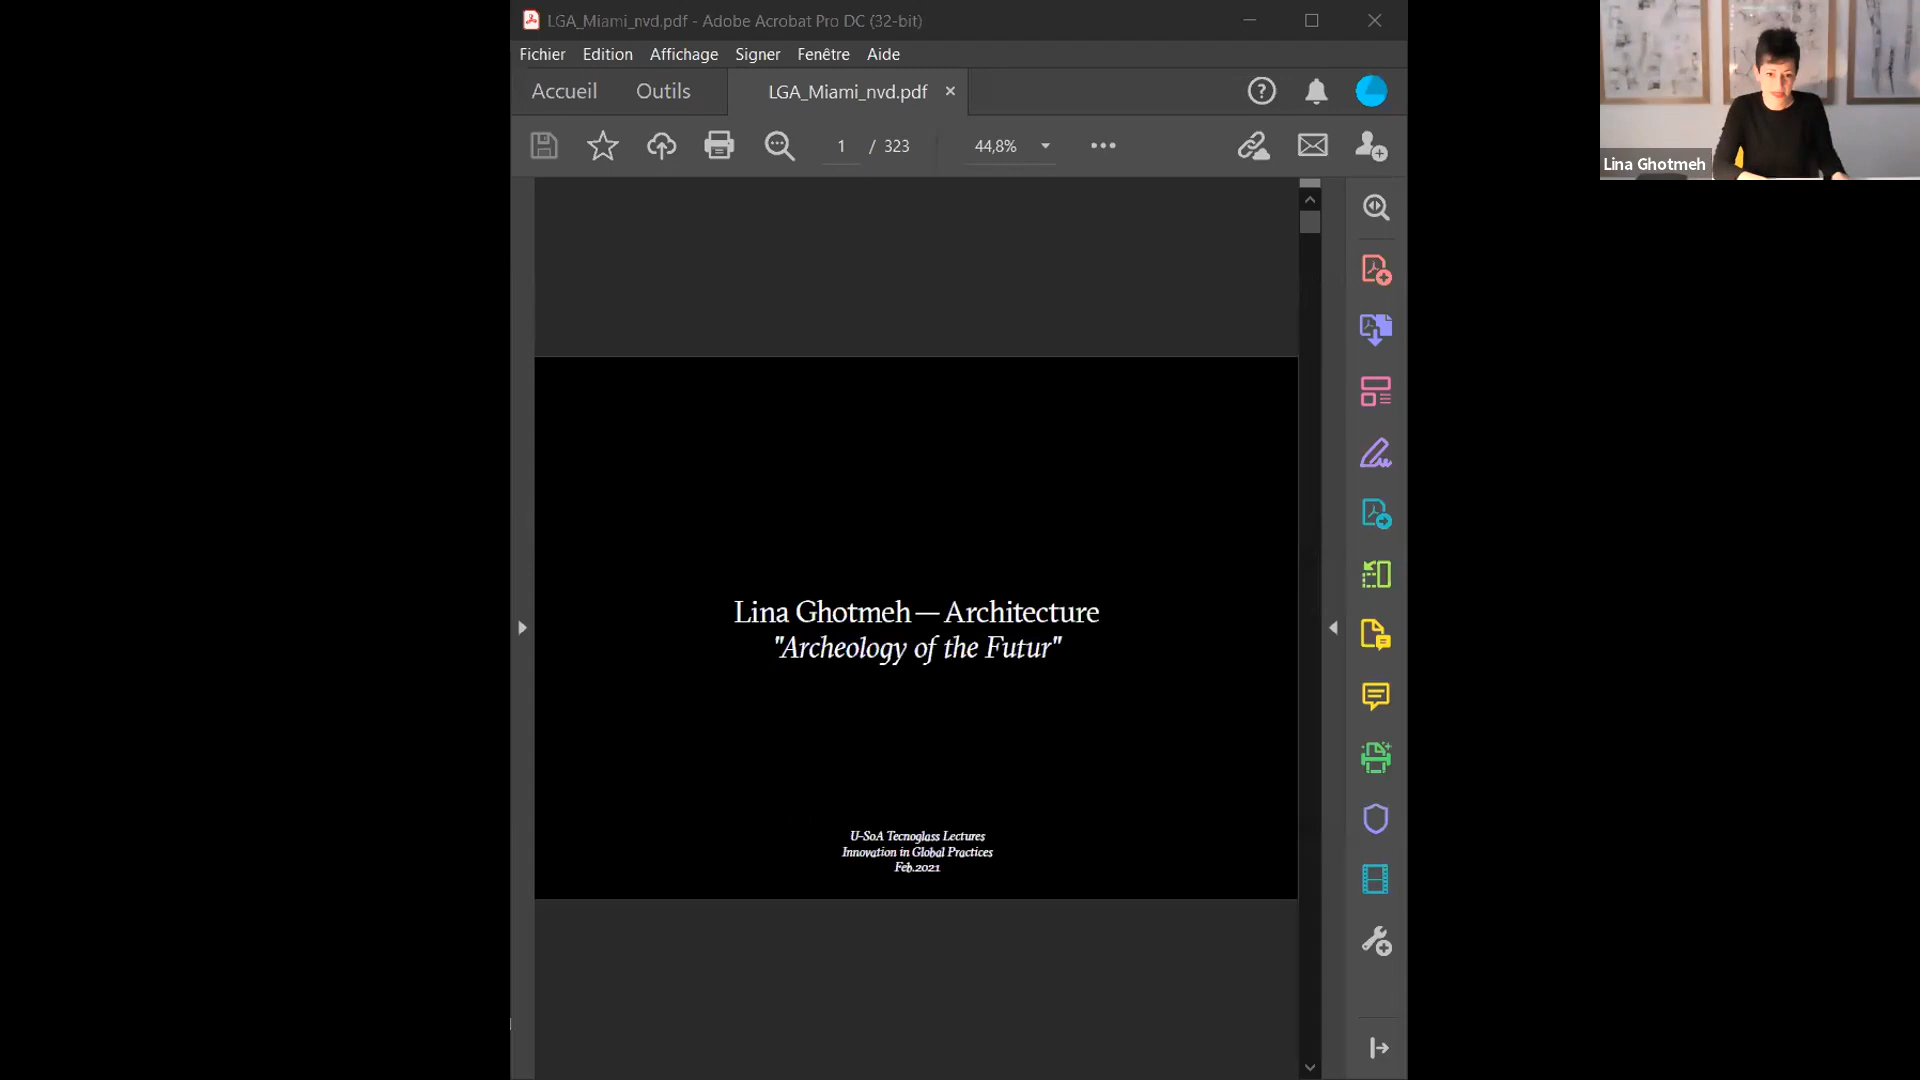 LGA_Miami_nvd.pdf - Adobe Acrobat Pro DC (32-bit)
Fichier Edition Affichage Signer Fenêtre Aide
Accueil Outils LGA_Miami_nvd.pdf ×
1 / 323 44,8%
Lina Ghotmeh
Lina Ghotmeh — Architecture
"Archeology of the Futur"
U-SoA Tecnoglass Lectures
Innovation in Global Practices
Feb.2021